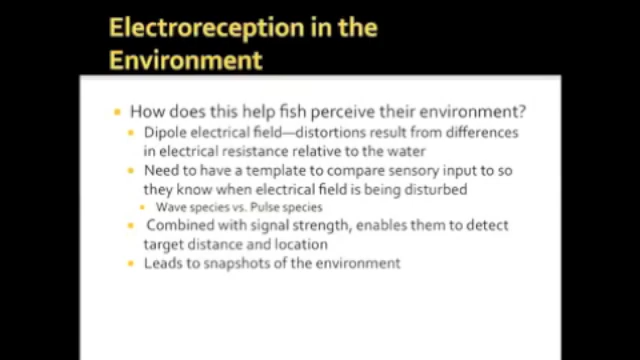 Electroreception in the
Environment
How does this help fish perceive their environment?
Dipole electrical field—distortions result from differences
in electrical resistance relative to the water
Need to have a template to compare sensory input to so
they know when electrical field is being disturbed
Wave species vs. Pulse species
Combined with signal strength, enables them to detect
target distance and location
Leads to snapshots of the environment